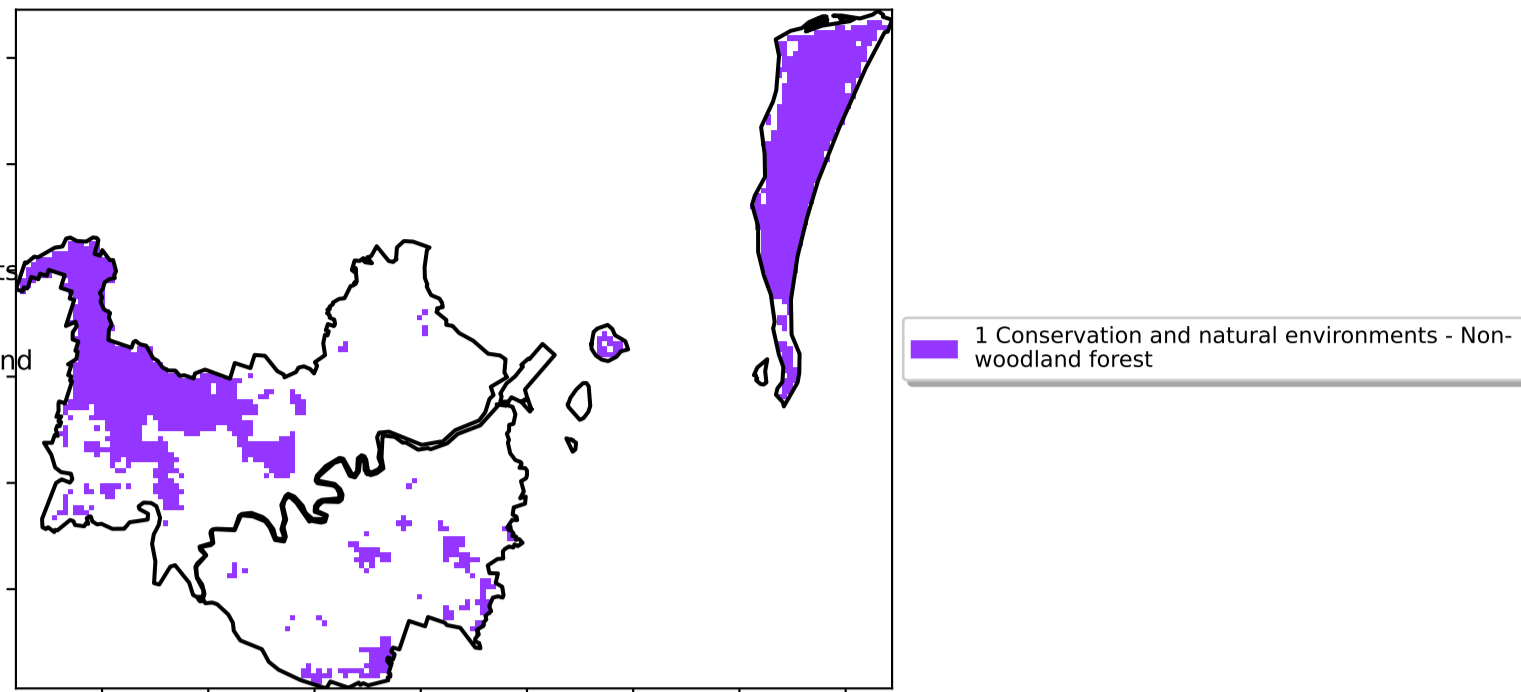 1 Conservation and natural environments - Non-
woodland forest